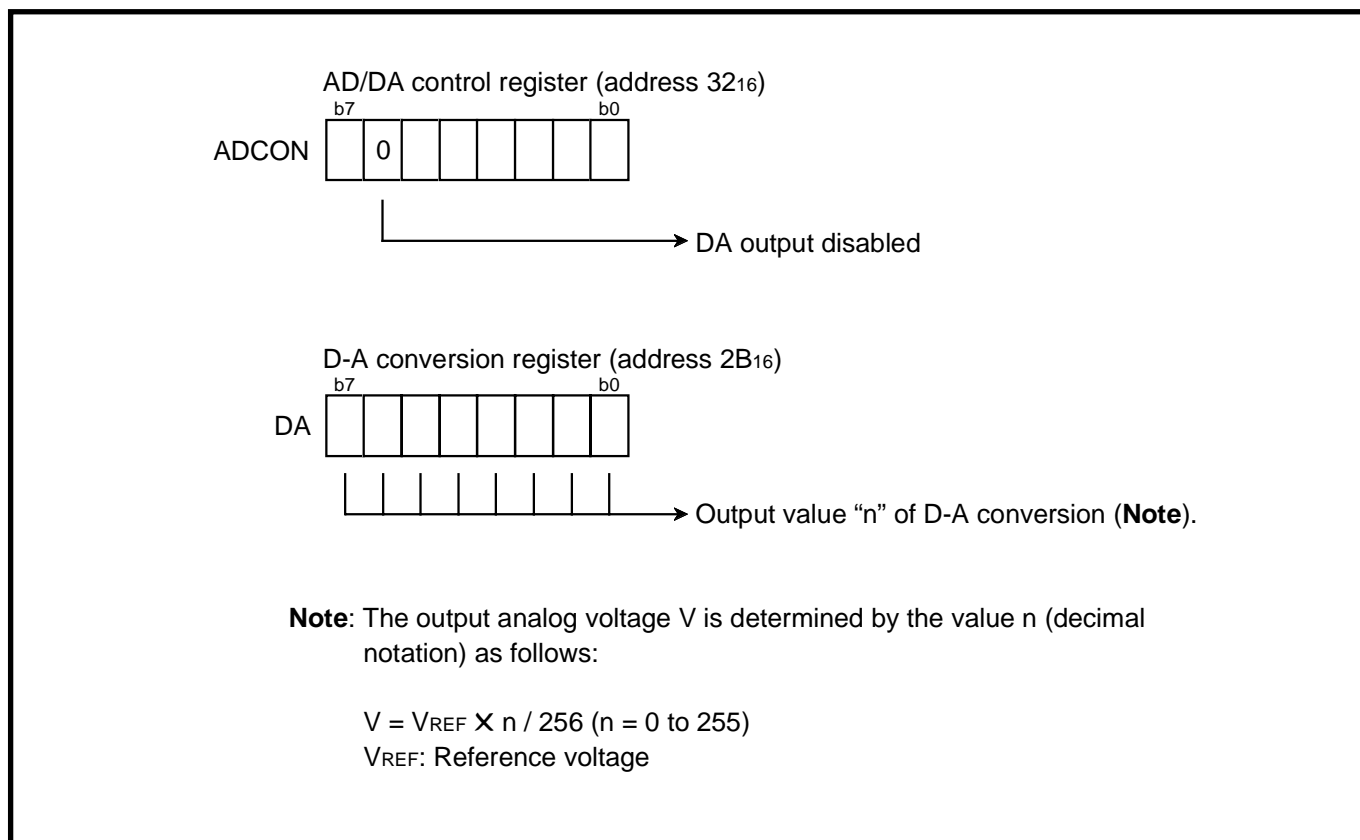 AD/DA control register (address 32₁₆)
b7 b0
ADCON 0
DA output disabled
D-A conversion register (address 2B₁₆)
b7 b0
DA
Output value “n” of D-A conversion (Note).
Note: The output analog voltage V is determined by the value n (decimal
notation) as follows:
V = VREF × n / 256 (n = 0 to 255)
VREF: Reference voltage